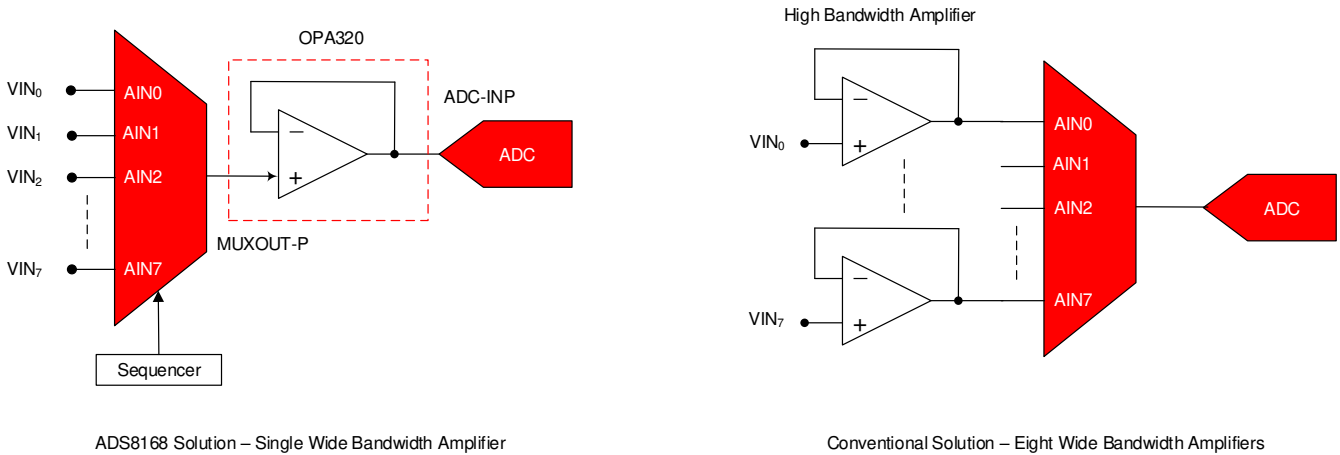 High Bandwidth Amplifier
OPA320
VIN₀
AIN0
ADC-INP
VIN₁
AIN1
ADC
VIN₂
AIN2
−
+
MUXOUT-P
VIN₇
AIN7
Sequencer
ADS8168 Solution – Single Wide Bandwidth Amplifier
−
+
VIN₀
AIN0
AIN1
AIN2
ADC
−
+
VIN₇
AIN7
Conventional Solution – Eight Wide Bandwidth Amplifiers